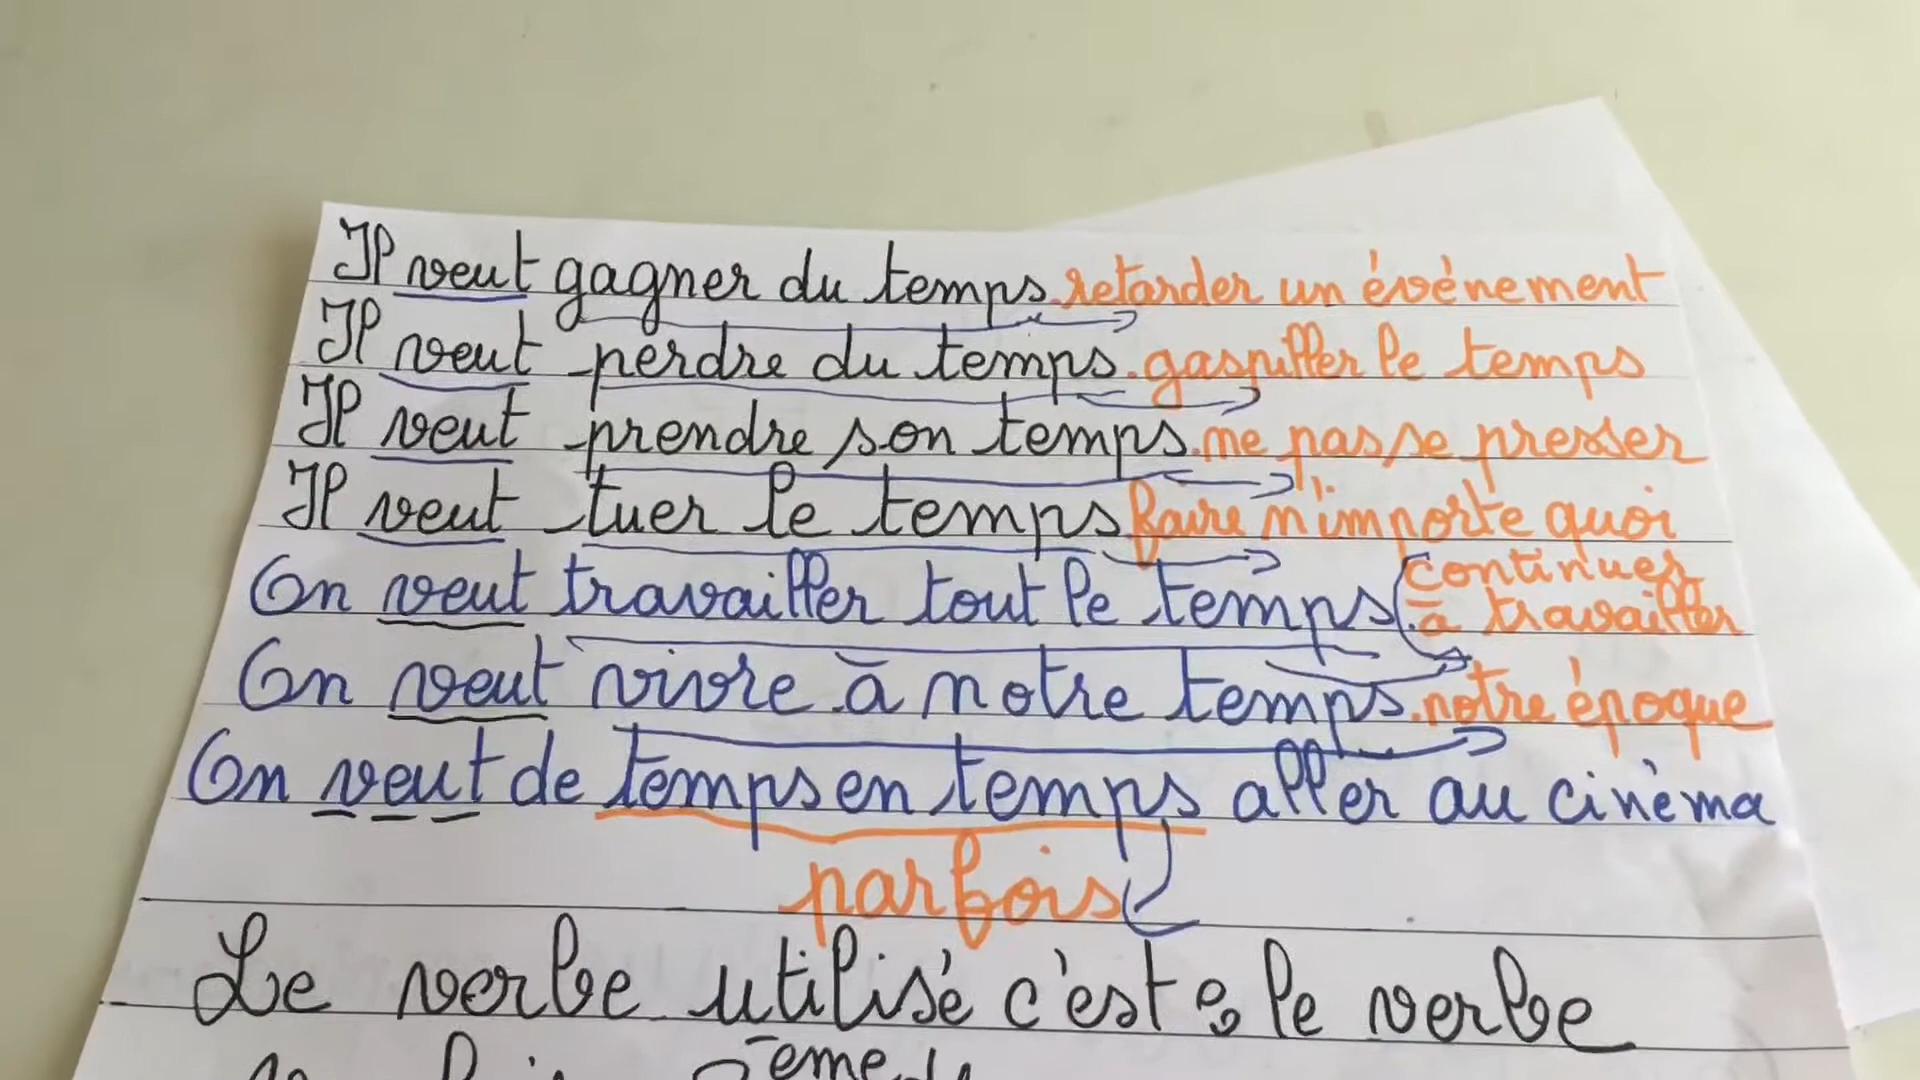 Il veut gagner du temps. retarder un événement
Il veut perdre du temps. gaspiller le temps
Il veut prendre son temps. ne pas se presser
Il veut tuer le temps faire n'importe quoi
On veut travailler tout le temps (continuer
à travailler
On veut vivre à notre temps. notre époque
On veut de temps en temps aller au cinéma
parfois
Le verbe utilisé c'est : le verbe